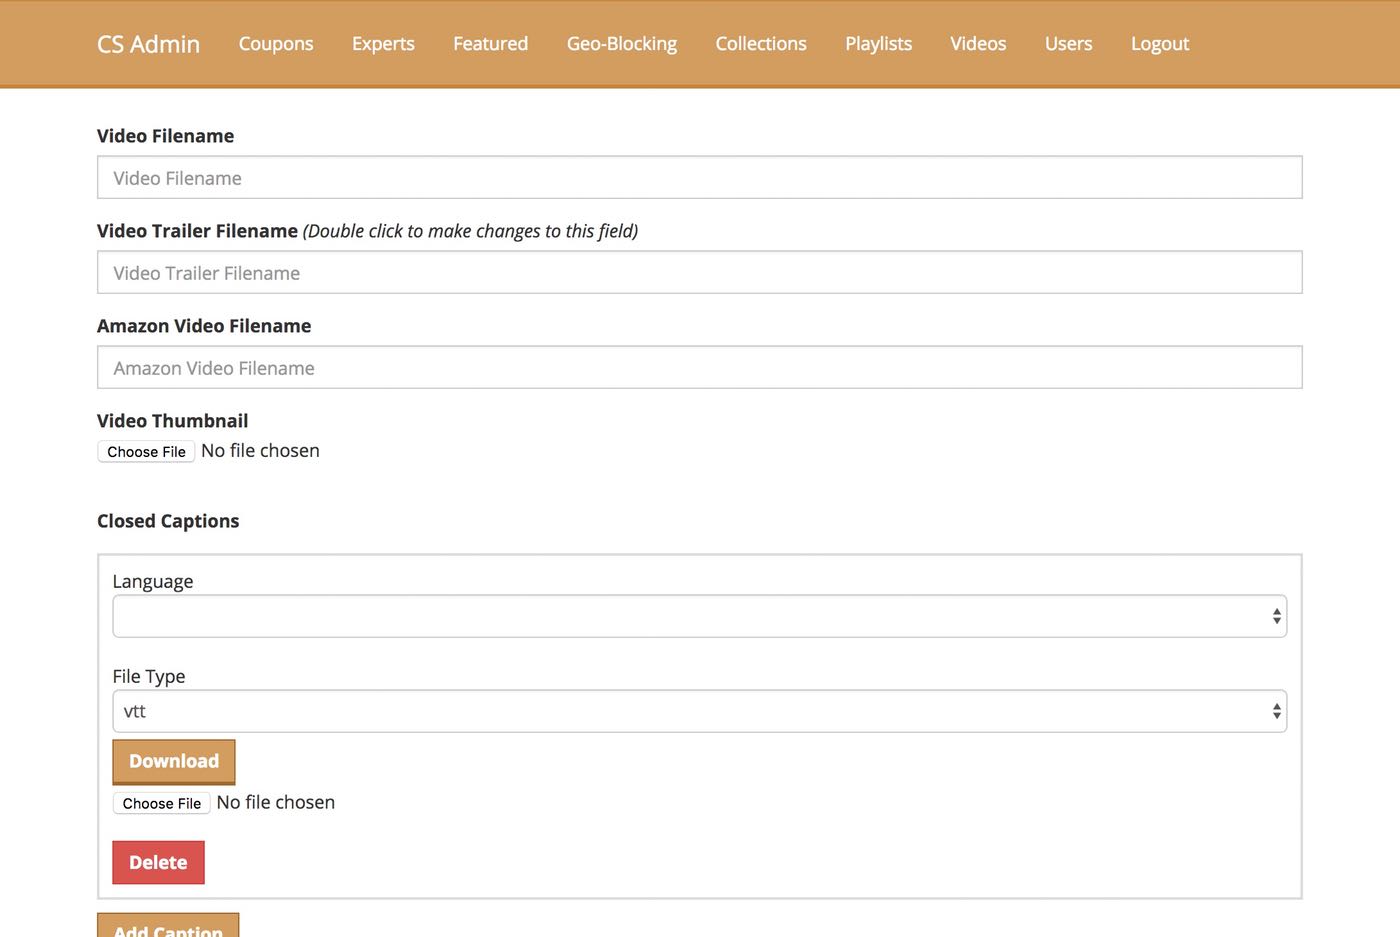 CS Admin Coupons Experts Featured Geo-Blocking Collections Playlists Videos Users Logout
Video Filename
Video Filename
Video Trailer Filename (Double click to make changes to this field)
Video Trailer Filename
Amazon Video Filename
Amazon Video Filename
Video Thumbnail
Choose File No file chosen
Closed Captions
Language
File Type
vtt
Download
Choose File No file chosen
Delete
Add Caption